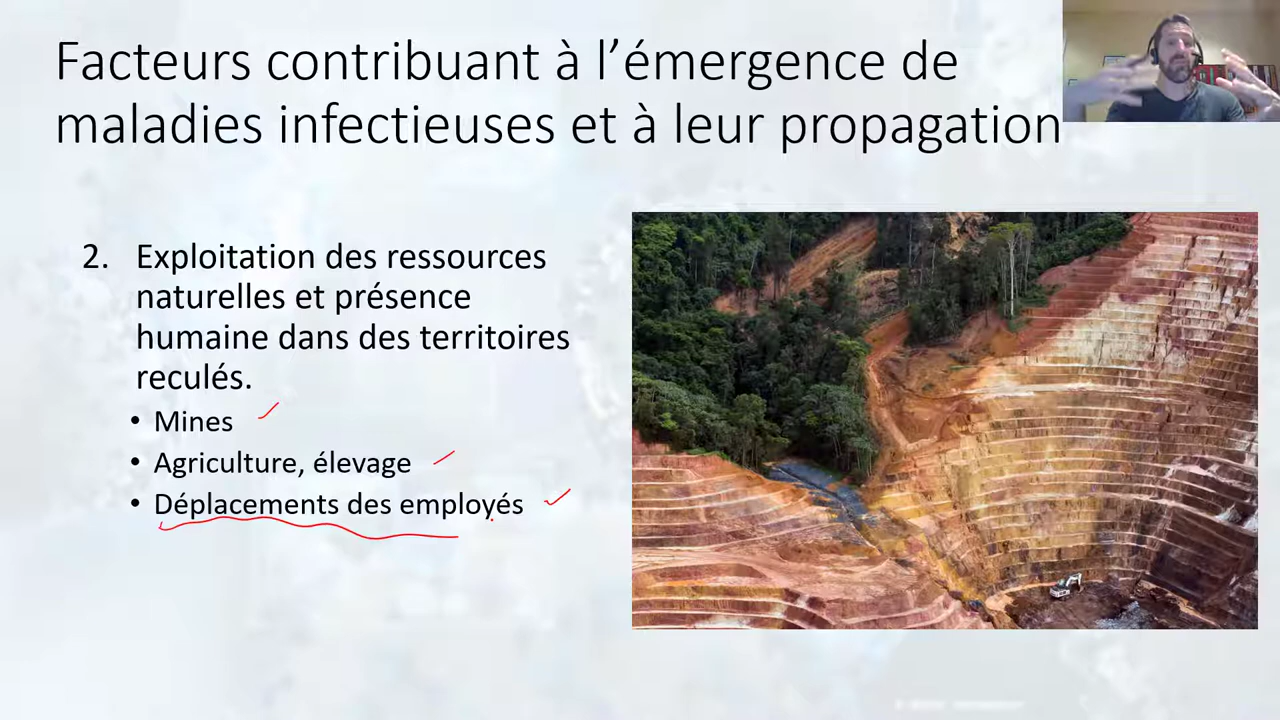 Facteurs contribuant à l’émergence de
maladies infectieuses et à leur propagation
2. Exploitation des ressources
naturelles et présence
humaine dans des territoires
reculés.
• Mines
• Agriculture, élevage
• Déplacements des employés